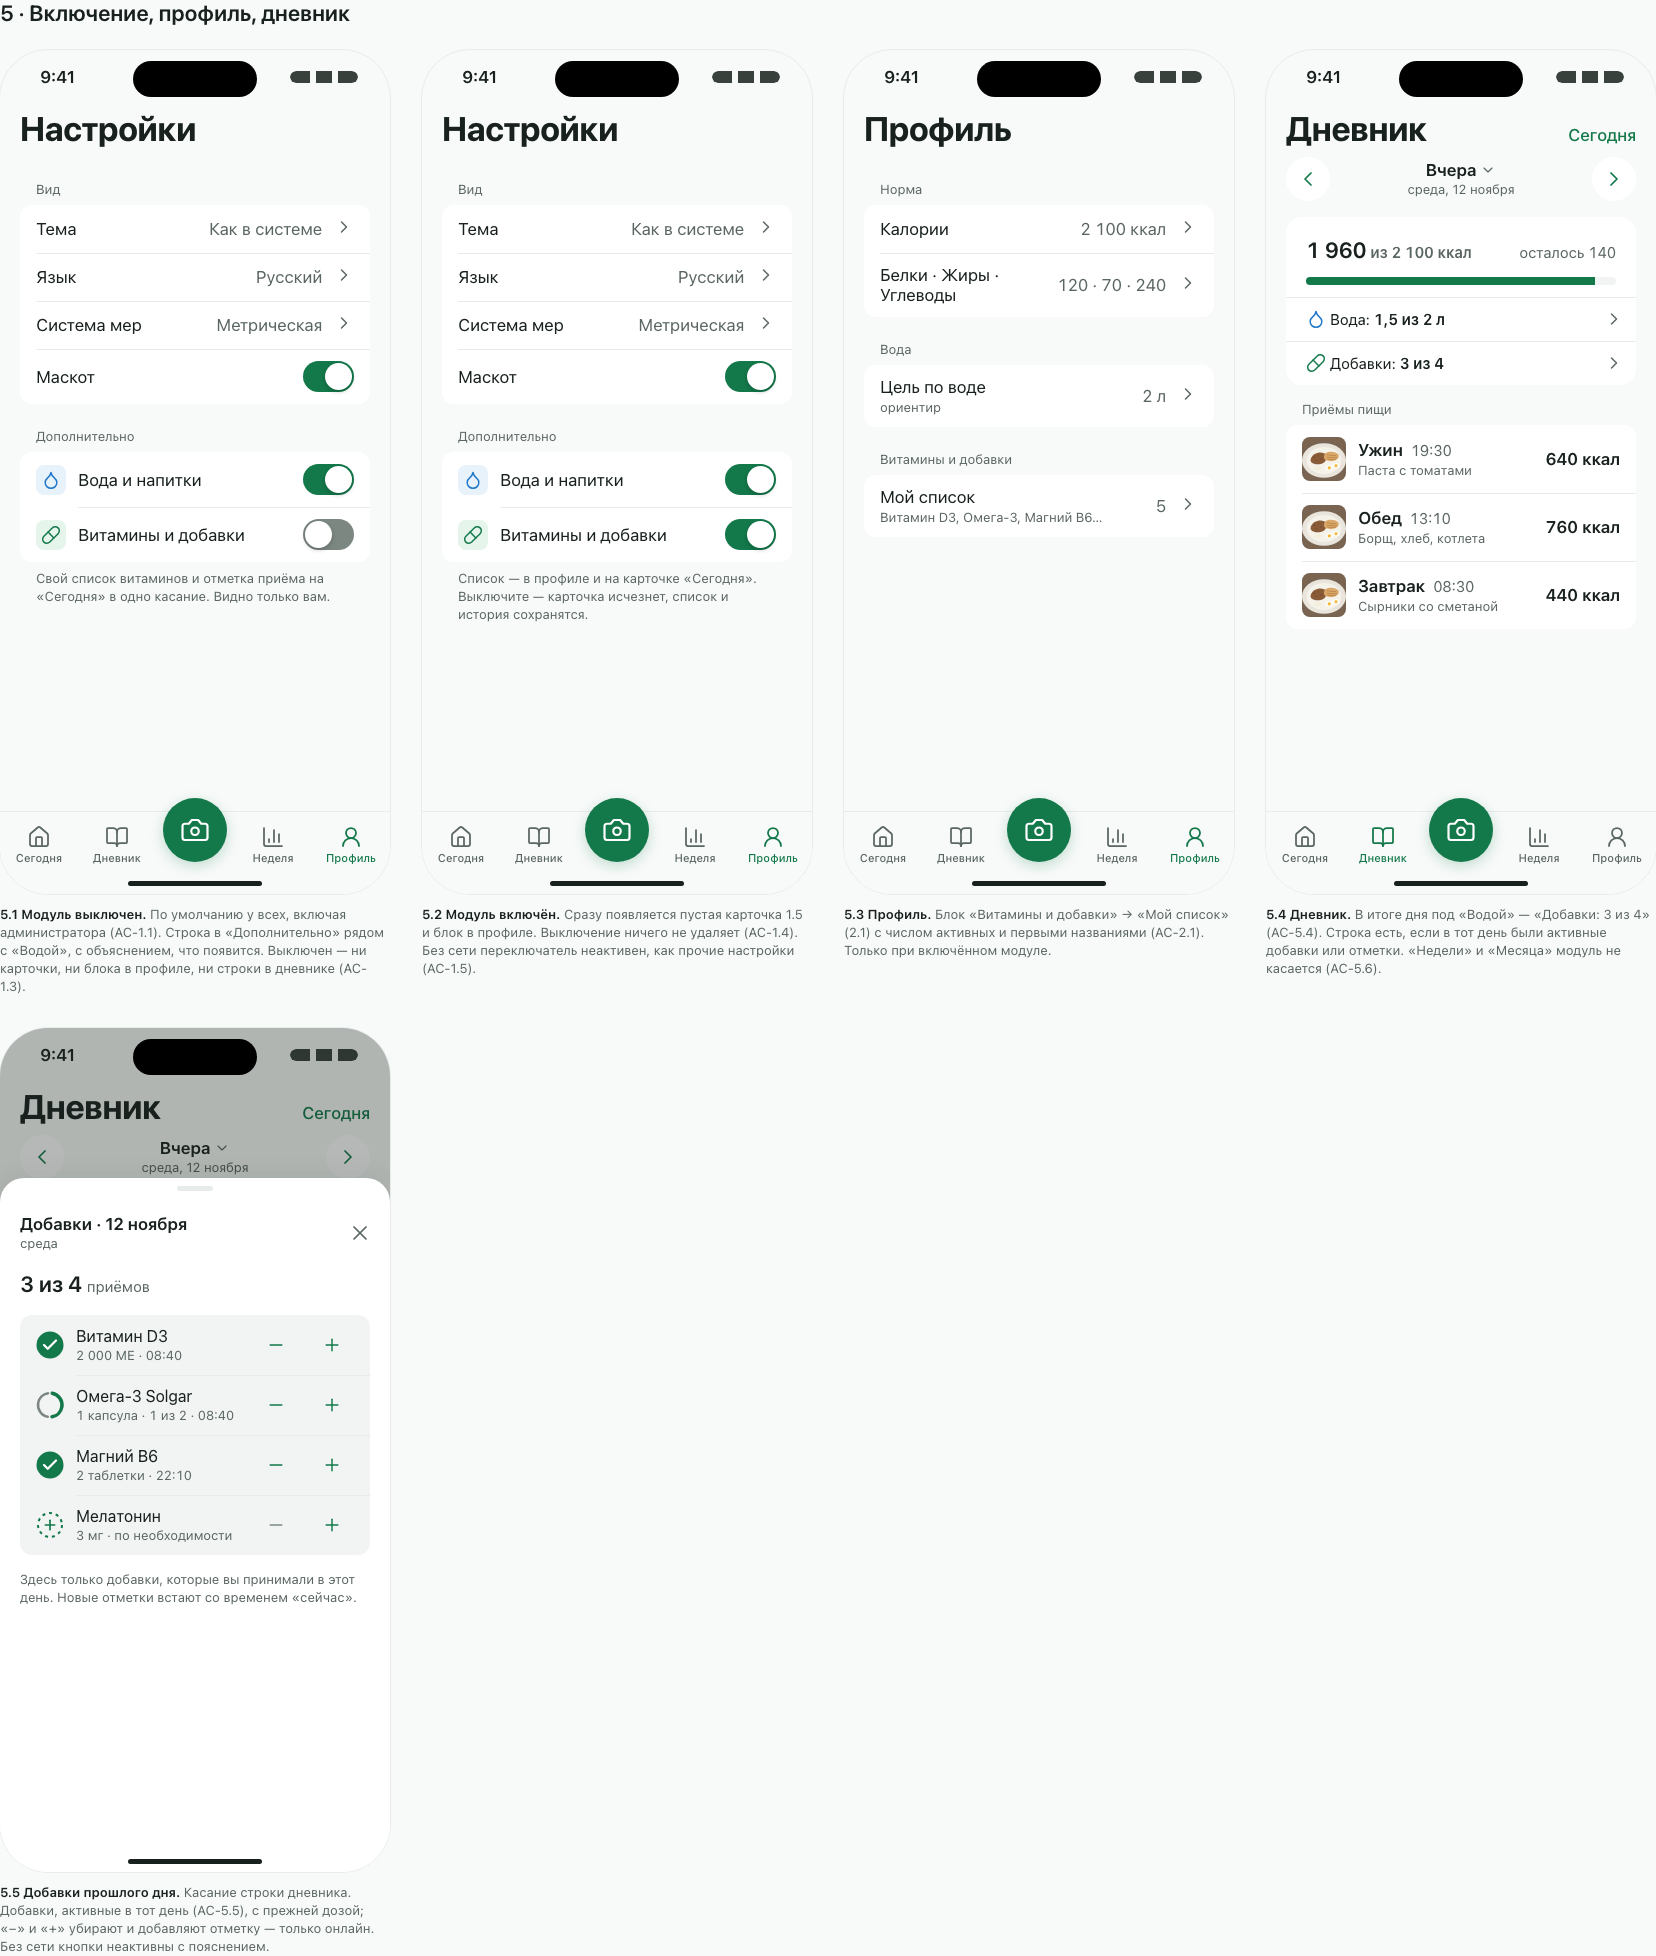 5 · Включение, профиль, дневник
9:41
Настройки
Вид
Тема Как в системе
Язык Русский
Система мер Метрическая
Маскот
Дополнительно
Вода и напитки
Витамины и добавки
Свой список витаминов и отметка приёма на
«Сегодня» в одно касание. Видно только вам.
Сегодня Дневник Неделя Профиль
5.1 Модуль выключен. По умолчанию у всех, включая
администратора (АС-1.1). Строка в «Дополнительно» рядом
с «Водой», с объяснением, что появится. Выключен — ни
карточки, ни блока в профиле, ни строки в дневнике (АС-
1.3).
9:41
Настройки
Вид
Тема Как в системе
Язык Русский
Система мер Метрическая
Маскот
Дополнительно
Вода и напитки
Витамины и добавки
Список — в профиле и на карточке «Сегодня».
Выключите — карточка исчезнет, список и
история сохранятся.
Сегодня Дневник Неделя Профиль
5.2 Модуль включён. Сразу появляется пустая карточка 1.5
и блок в профиле. Выключение ничего не удаляет (АС-1.4).
Без сети переключатель неактивен, как прочие настройки
(АС-1.5).
9:41
Профиль
Норма
Калории 2 100 ккал
Белки · Жиры ·
Углеводы 120 · 70 · 240
Вода
Цель по воде 2 л
ориентир
Витамины и добавки
Мой список 5
Витамин D3, Омега-3, Магний B6...
Сегодня Дневник Неделя Профиль
5.3 Профиль. Блок «Витамины и добавки» → «Мой список»
(2.1) с числом активных и первыми названиями (АС-2.1).
Только при включённом модуле.
9:41
Дневник Сегодня
Вчера
среда, 12 ноября
1 960 из 2 100 ккал осталось 140
Вода: 1,5 из 2 л
Добавки: 3 из 4
Приёмы пищи
Ужин 19:30 640 ккал
Паста с томатами
Обед 13:10 760 ккал
Борщ, хлеб, котлета
Завтрак 08:30 440 ккал
Сырники со сметаной
Сегодня Дневник Неделя Профиль
5.4 Дневник. В итоге дня под «Водой» — «Добавки: 3 из 4»
(АС-5.4). Строка есть, если в тот день были активные
добавки или отметки. «Недели» и «Месяца» модуль не
касается (АС-5.6).
9:41
Дневник Сегодня
Вчера
среда, 12 ноября
Добавки · 12 ноября
среда
3 из 4 приёмов
Витамин D3
2 000 МЕ · 08:40
Омега-3 Solgar
1 капсула · 1 из 2 · 08:40
Магний B6
2 таблетки · 22:10
Мелатонин
3 мг · по необходимости
Здесь только добавки, которые вы принимали в этот
день. Новые отметки встают со временем «сейчас».
5.5 Добавки прошлого дня. Касание строки дневника.
Добавки, активные в тот день (АС-5.5), с прежней дозой;
«−» и «+» убирают и добавляют отметку — только онлайн.
Без сети кнопки неактивны с пояснением.